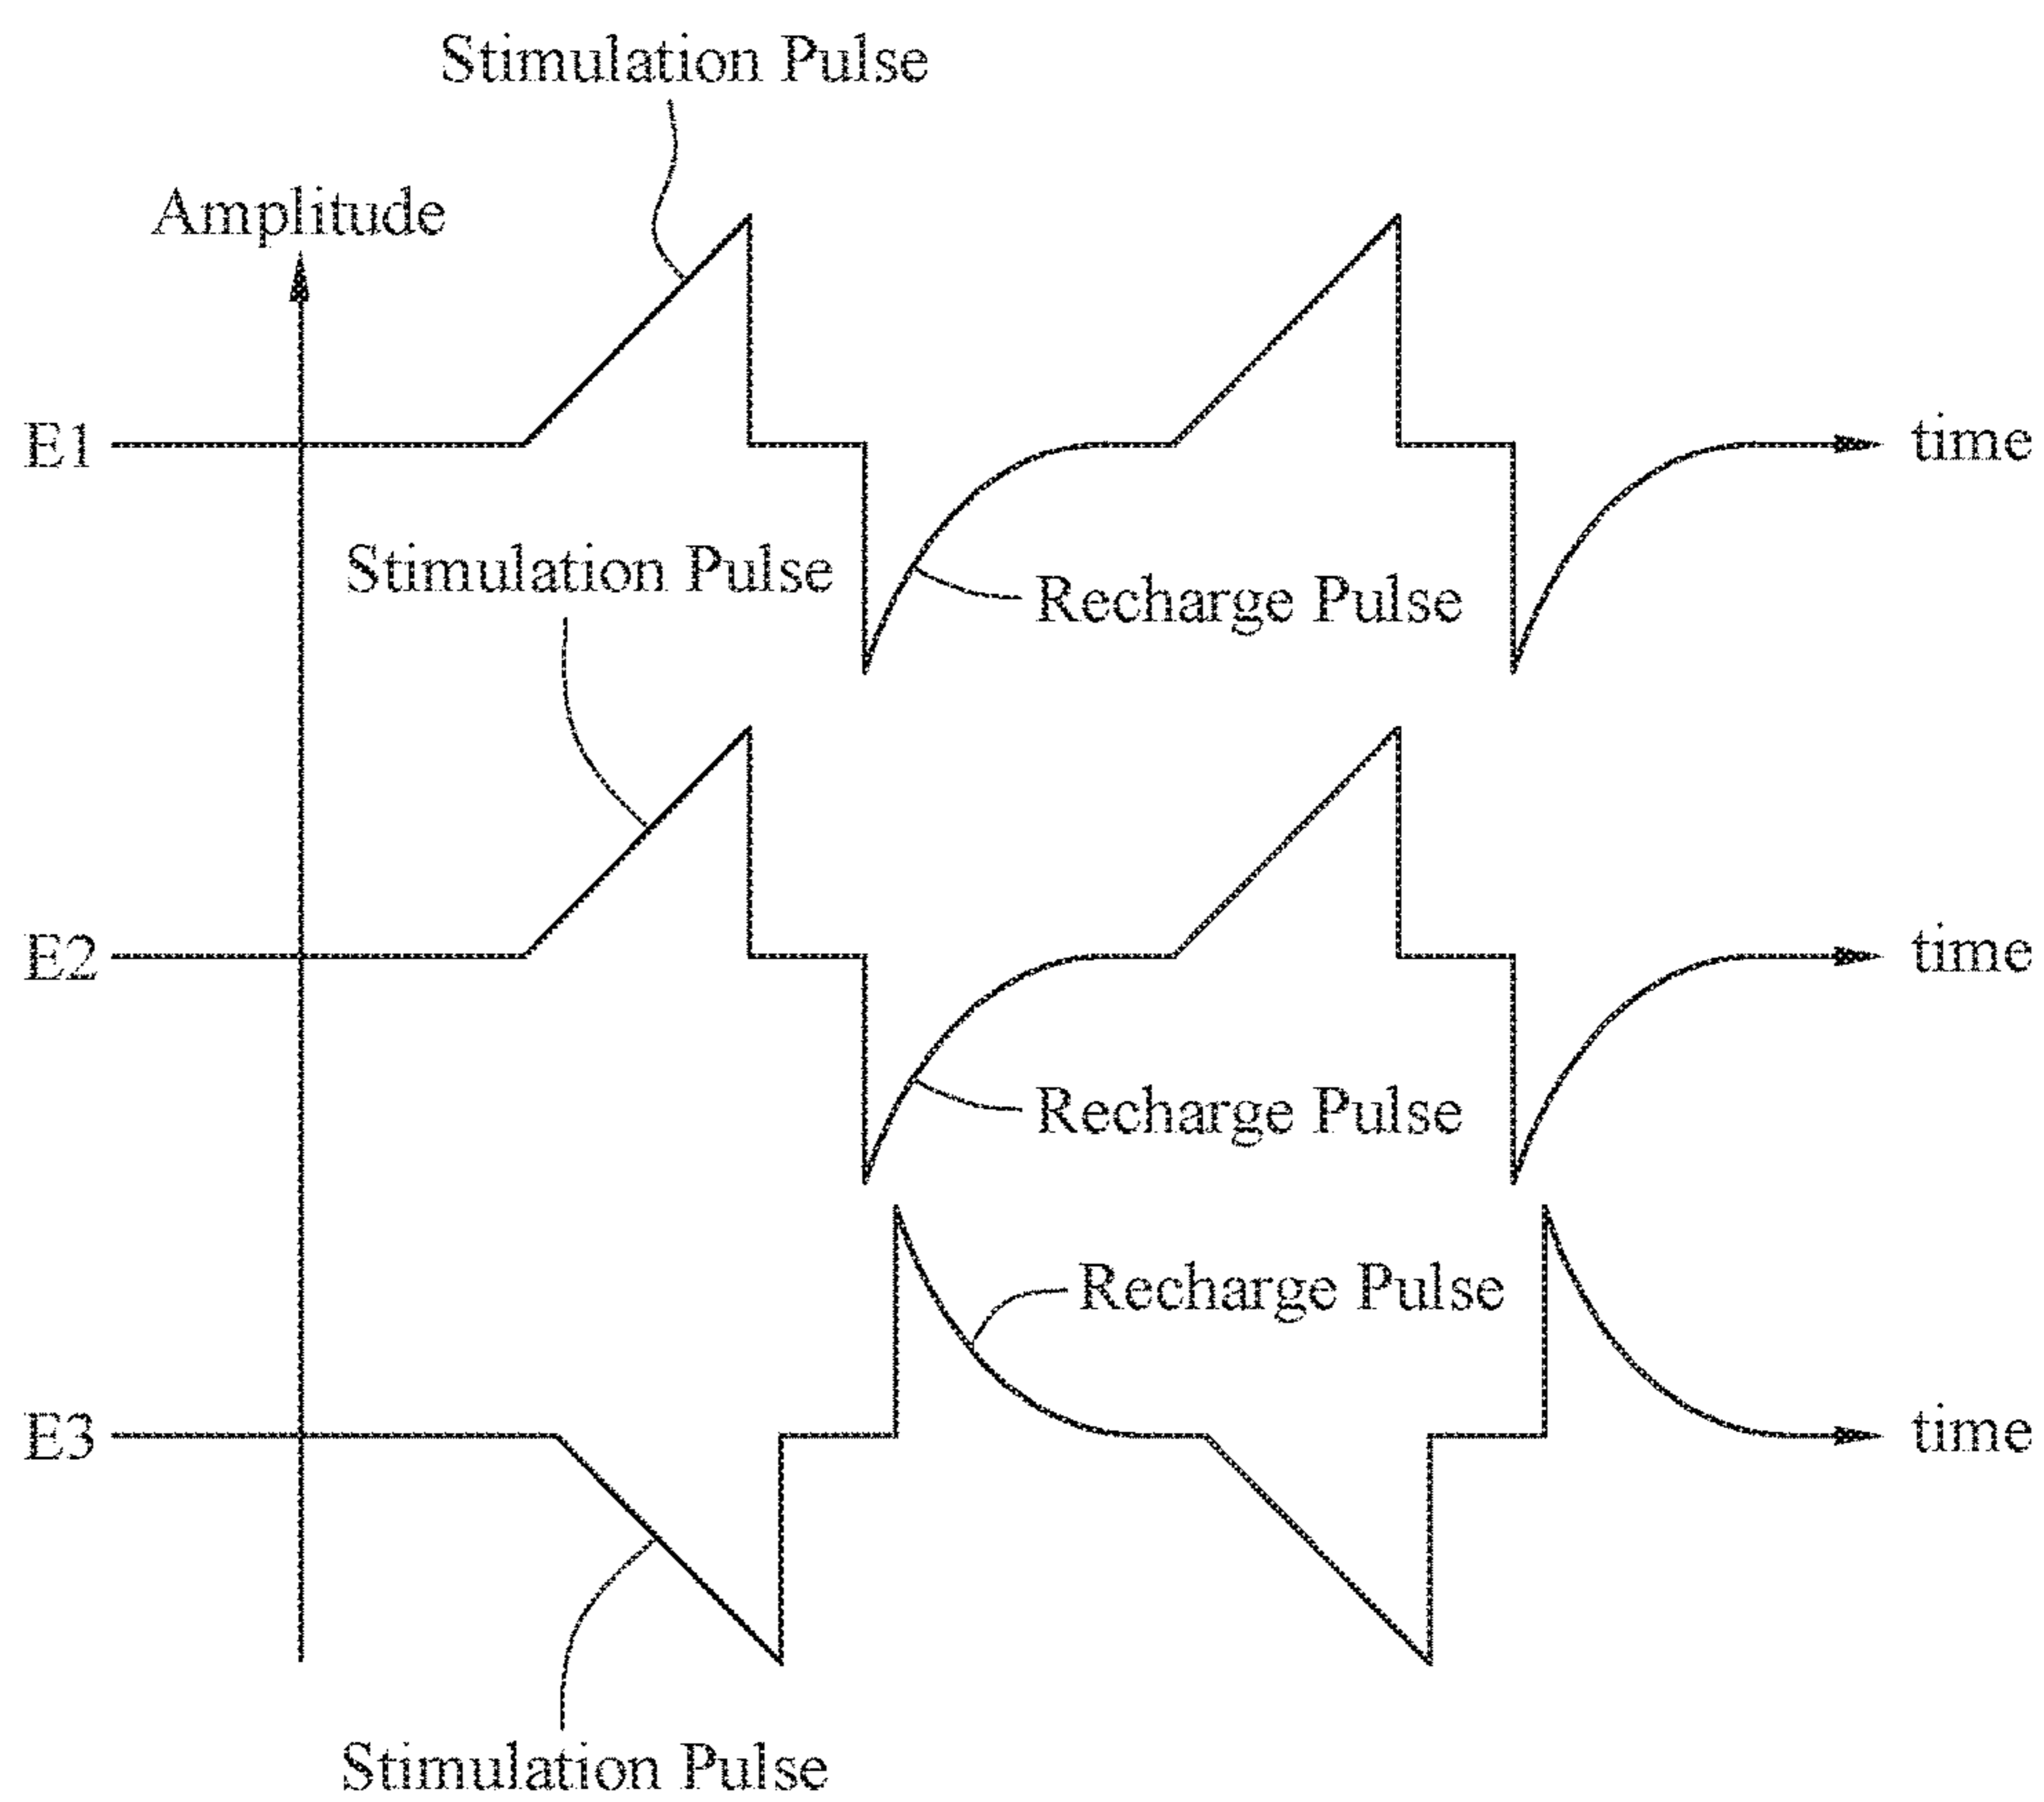 Stimulation Pulse
Amplitude
E1
time
Stimulation Pulse
Recharge Pulse
E2
time
Recharge Pulse
Recharge Pulse
E3
time
Stimulation Pulse